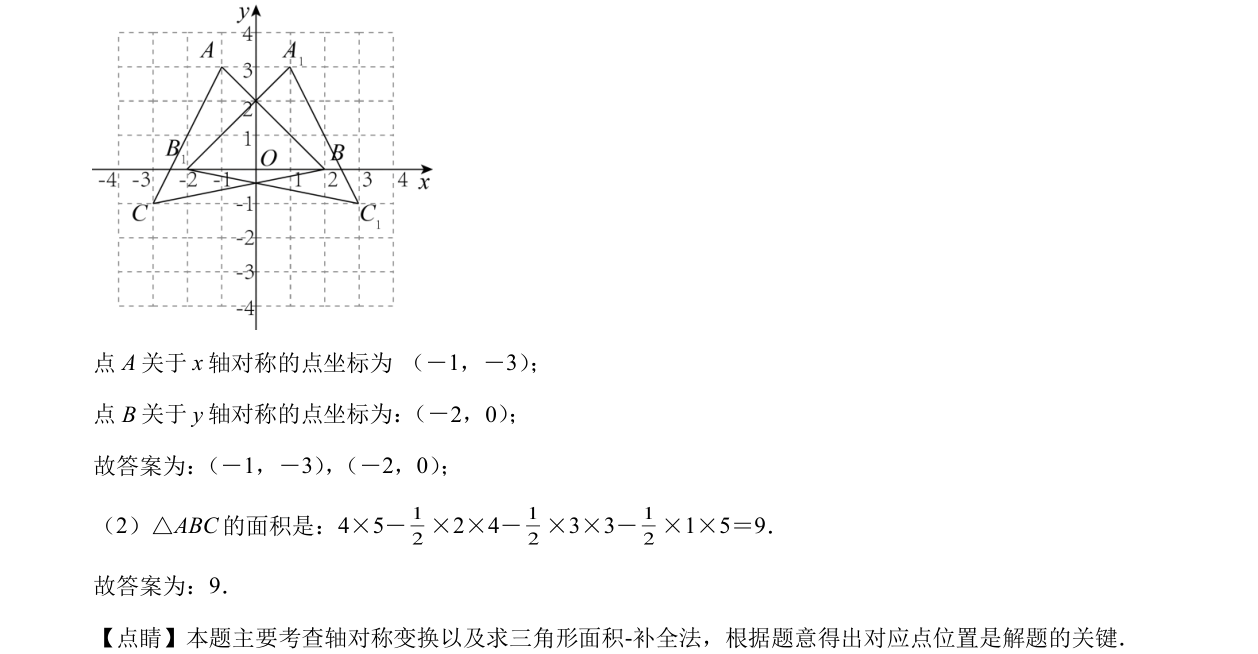 y
4
A A₁
3
2
1
B₁ O B
-4 -3 -2 -1 1 2 3 4 x
C -1 C₁
-2
-3
-4
点 A 关于 x 轴对称的点坐标为 （－1，－3）；
点 B 关于 y 轴对称的点坐标为：（－2，0）；
故答案为：（－1，－3），（－2，0）；
（2）△ABC 的面积是：4×5－1/2×2×4－1/2×3×3－1/2×1×5＝9．
故答案为：9．
【点睛】本题主要考查轴对称变换以及求三角形面积-补全法，根据题意得出对应点位置是解题的关键．